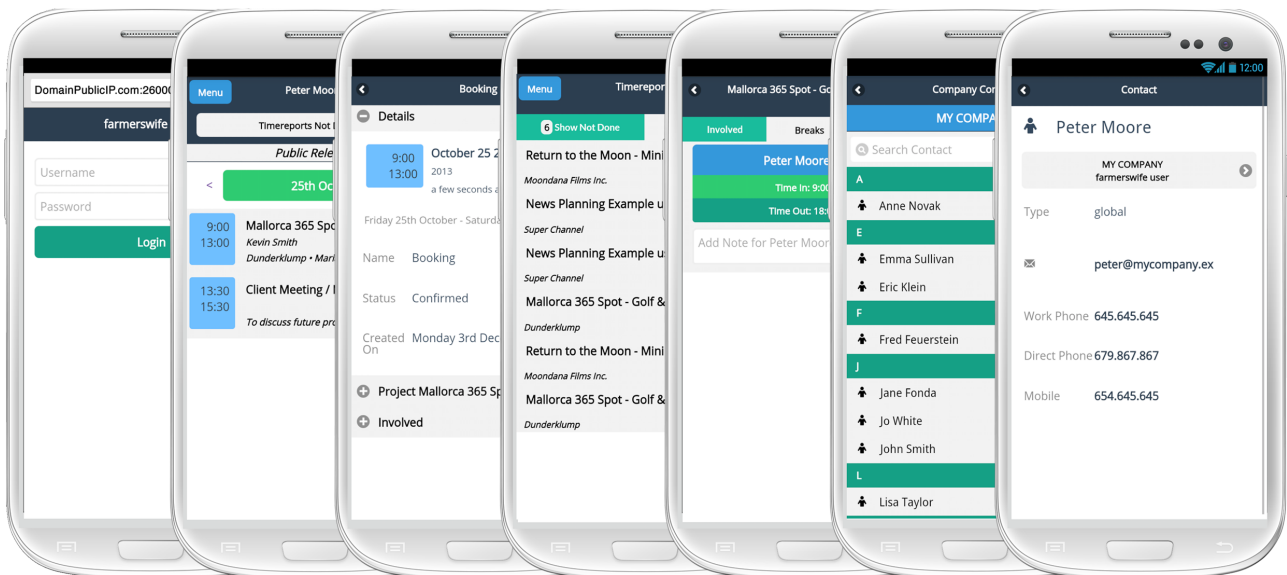 DomainPublicIP.com:2600
farmerswife
Username
Password
Login
Menu
Peter Moor
Timereports Not
Public Rele
<
25th Oc
9:00
13:00
Mallorca 365 Spo
Kevin Smith
Dunderklump • Mar
13:30
15:30
Client Meeting /
To discuss future pro
Booking
Details
9:00
13:00
October 25 2
2013
a few seconds a
Friday 25th October - Saturda
Name Booking
Status Confirmed
Created On Monday 3rd Dec
Project Mallorca 365 Sp
Involved
Menu
Timerepor
6 Show Not Done
Return to the Moon - Mini
Moondana Films Inc.
News Planning Example u
Super Channel
News Planning Example u
Super Channel
Mallorca 365 Spot - Golf &
Dunderklump
Return to the Moon - Mini
Moondana Films Inc.
Mallorca 365 Spot - Golf &
Dunderklump
Mallorca 365 Spot - Go
Involved
Breaks
Peter Moore
Time In: 9:00
Time Out: 18:
Add Note for Peter Moor
Company Cor
MY COMPA
Search Contact
A
Anne Novak
E
Emma Sullivan
Eric Klein
F
Fred Feuerstein
J
Jane Fonda
Jo White
John Smith
L
Lisa Taylor
12:00
Contact
Peter Moore
MY COMPANY
farmerswife user
Type global
peter@mycompany.ex
Work Phone 645.645.645
Direct Phone 679.867.867
Mobile 654.645.645